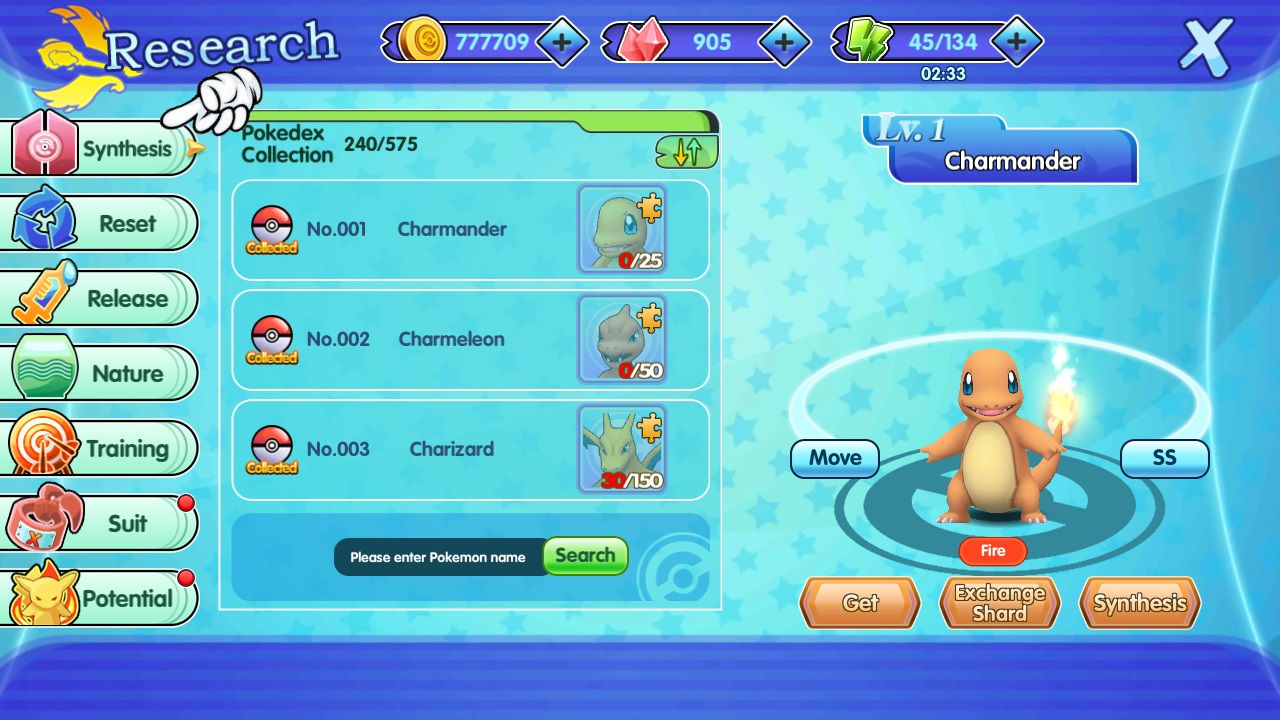 Research
777709
905
45/134
02:33
Synthesis
Reset
Release
Nature
Training
Suit
Potential
Pokedex
Collection
240/575
Collected
No.001
Charmander
0/25
Collected
No.002
Charmeleon
0/50
Collected
No.003
Charizard
30/150
Please enter Pokemon name
Search
Lv. 1
Charmander
Move
SS
Fire
Get
Exchange
Shard
Synthesis